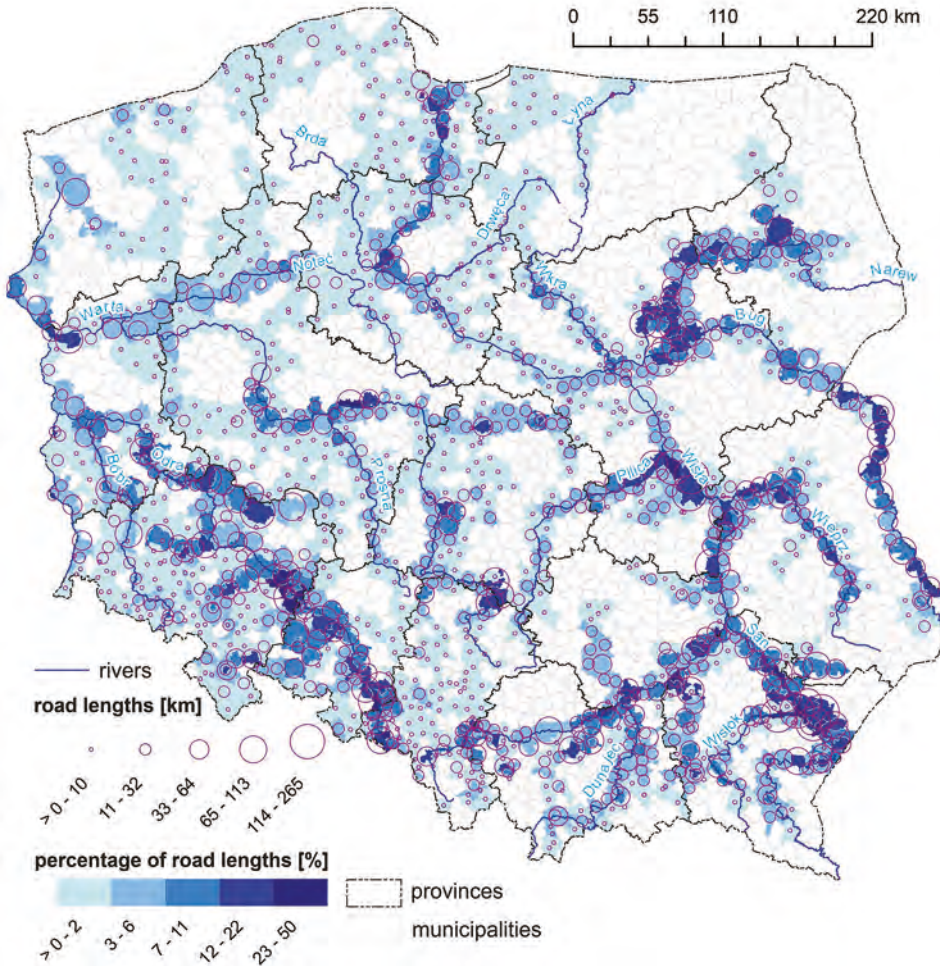 0 55 110 220 km
Łyna
Brda
Drwęca
Noteć
Wkra
Narew
Warta
Bug
Odra
Bóbr
Prosna
Pilica
Wisła
Wieprz
San
Wisłok
Dunajec
rivers
road lengths [km]
> 0 - 10
11 - 32
33 - 64
65 - 113
114 - 265
percentage of road lengths [%]
> 0 - 2
3 - 6
7 - 11
12 - 22
23 - 50
provinces
municipalities